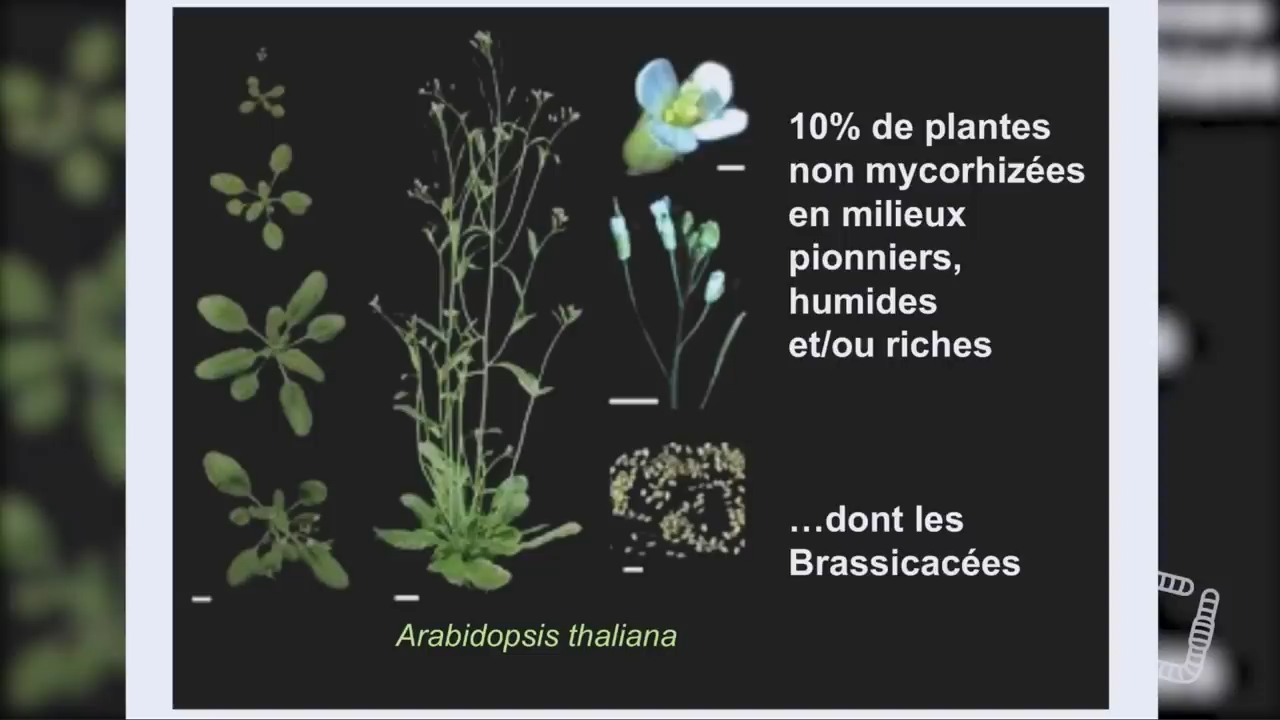 10% de plantes
non mycorhizées
en milieux
pionniers,
humides
et/ou riches
…dont les
Brassicacées
Arabidopsis thaliana